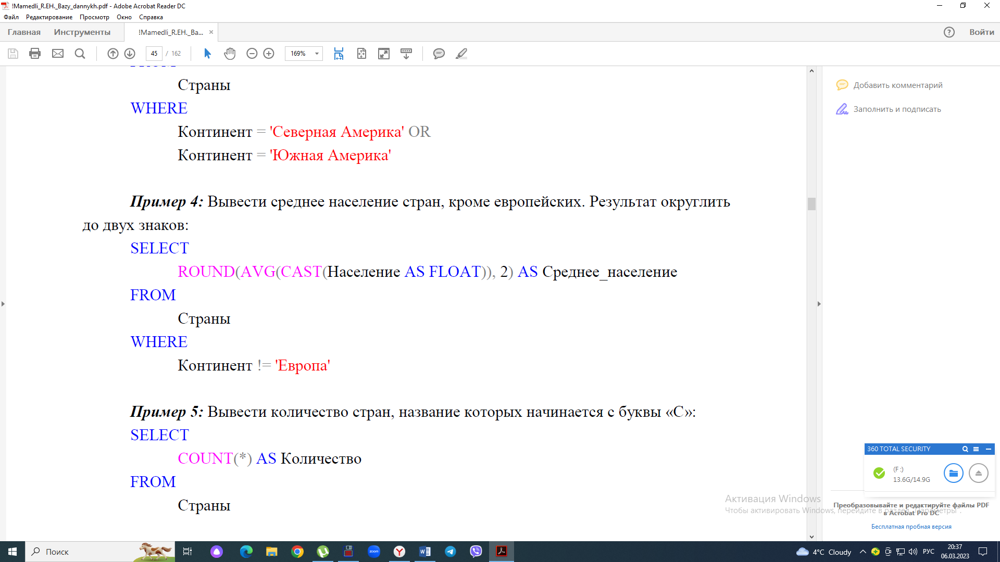 !Mamedli_R.EH._Bazy_dannykh.pdf - Adobe Acrobat Reader DC
Файл Редактирование Просмотр Окно Справка
Главная Инструменты !Mamedli_R.EH._Ba... × ? Войти
45 / 162 169%
FROM
Страны
WHERE
Континент = 'Северная Америка' OR
Континент = 'Южная Америка'
Пример 4: Вывести среднее население стран, кроме европейских. Результат округлить
до двух знаков:
SELECT
ROUND(AVG(CAST(Население AS FLOAT)), 2) AS Среднее_население
FROM
Страны
WHERE
Континент != 'Европа'
Пример 5: Вывести количество стран, название которых начинается с буквы «С»:
SELECT
COUNT(*) AS Количество
FROM
Страны
Добавить комментарий
Заполнить и подписать
360 TOTAL SECURITY
(F :)
13.6G/14.9G
Активация Windows
Чтобы активировать Windows, перейдите в раздел "Параметры".
Преобразовывайте и редактируйте файлы PDF
в Acrobat Pro DC
Бесплатная пробная версия
Поиск
zoom
4°C Cloudy
РУС
20:37
06.03.2023